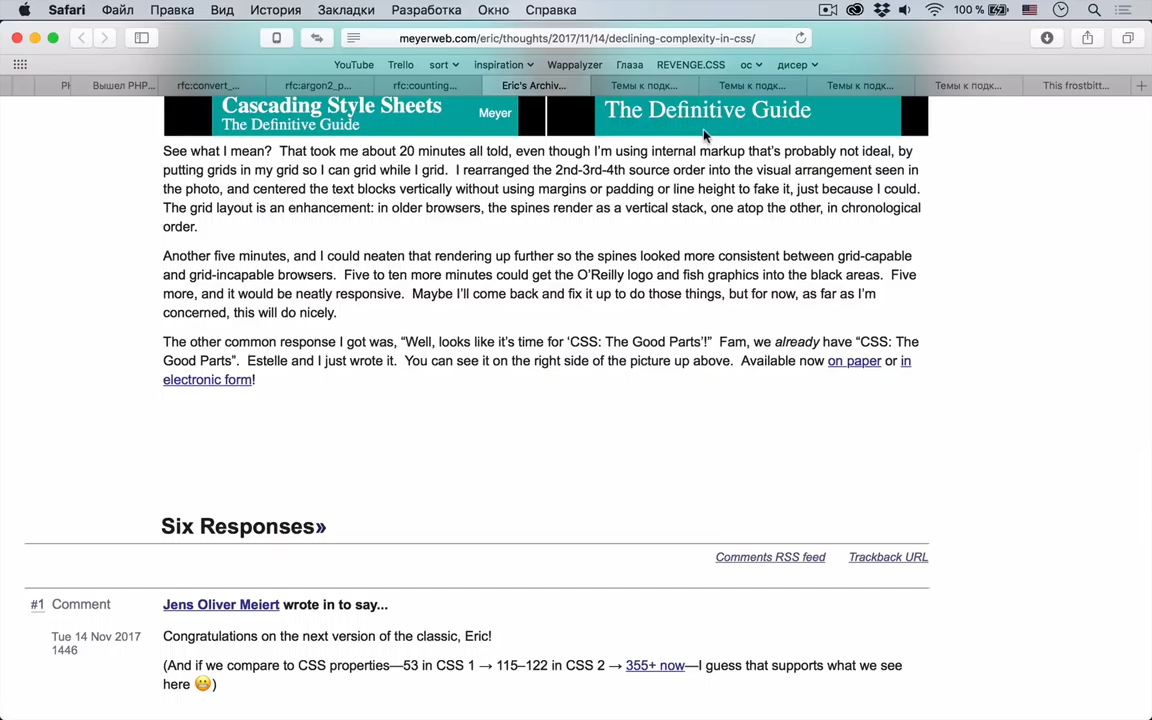 Safari Файл Правка Вид История Закладки Разработка Окно Справка 100 %
meyerweb.com/eric/thoughts/2017/11/14/declining-complexity-in-css/
YouTube Trello sort inspiration Wappalyzer Глаза REVENGE.CSS ос дисер
Вышел PHP... rfc:convert_... rfc:argon2_p... rfc:counting... Eric's Archiv... Темы к подк... Темы к подк... Темы к подк... Темы к подк... This frostbitt...
Cascading Style Sheets
The Definitive Guide
Meyer
The Definitive Guide
See what I mean? That took me about 20 minutes all told, even though I'm using internal markup that's probably not ideal, by
putting grids in my grid so I can grid while I grid. I rearranged the 2nd-3rd-4th source order into the visual arrangement seen in
the photo, and centered the text blocks vertically without using margins or padding or line height to fake it, just because I could.
The grid layout is an enhancement: in older browsers, the spines render as a vertical stack, one atop the other, in chronological
order.
Another five minutes, and I could neaten that rendering up further so the spines looked more consistent between grid-capable
and grid-incapable browsers. Five to ten more minutes could get the O'Reilly logo and fish graphics into the black areas. Five
more, and it would be neatly responsive. Maybe I'll come back and fix it up to do those things, but for now, as far as I'm
concerned, this will do nicely.
The other common response I got was, “Well, looks like it's time for ‘CSS: The Good Parts’!” Fam, we already have “CSS: The
Good Parts”. Estelle and I just wrote it. You can see it on the right side of the picture up above. Available now on paper or in
electronic form!
Six Responses»
Comments RSS feed Trackback URL
#1 Comment
Jens Oliver Meiert wrote in to say...
Tue 14 Nov 2017
1446
Congratulations on the next version of the classic, Eric!
(And if we compare to CSS properties—53 in CSS 1 → 115–122 in CSS 2 → 355+ now—I guess that supports what we see
here 😬)